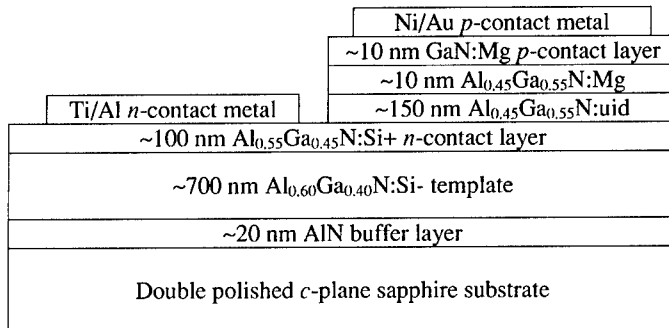 Ni/Au p-contact metal
~10 nm GaN:Mg p-contact layer
~10 nm Al₀.₄₅Ga₀.₅₅N:Mg
Ti/Al n-contact metal
~150 nm Al₀.₄₅Ga₀.₅₅N:uid
~100 nm Al₀.₅₅Ga₀.₄₅N:Si+ n-contact layer
~700 nm Al₀.₆₀Ga₀.₄₀N:Si- template
~20 nm AlN buffer layer
Double polished c-plane sapphire substrate